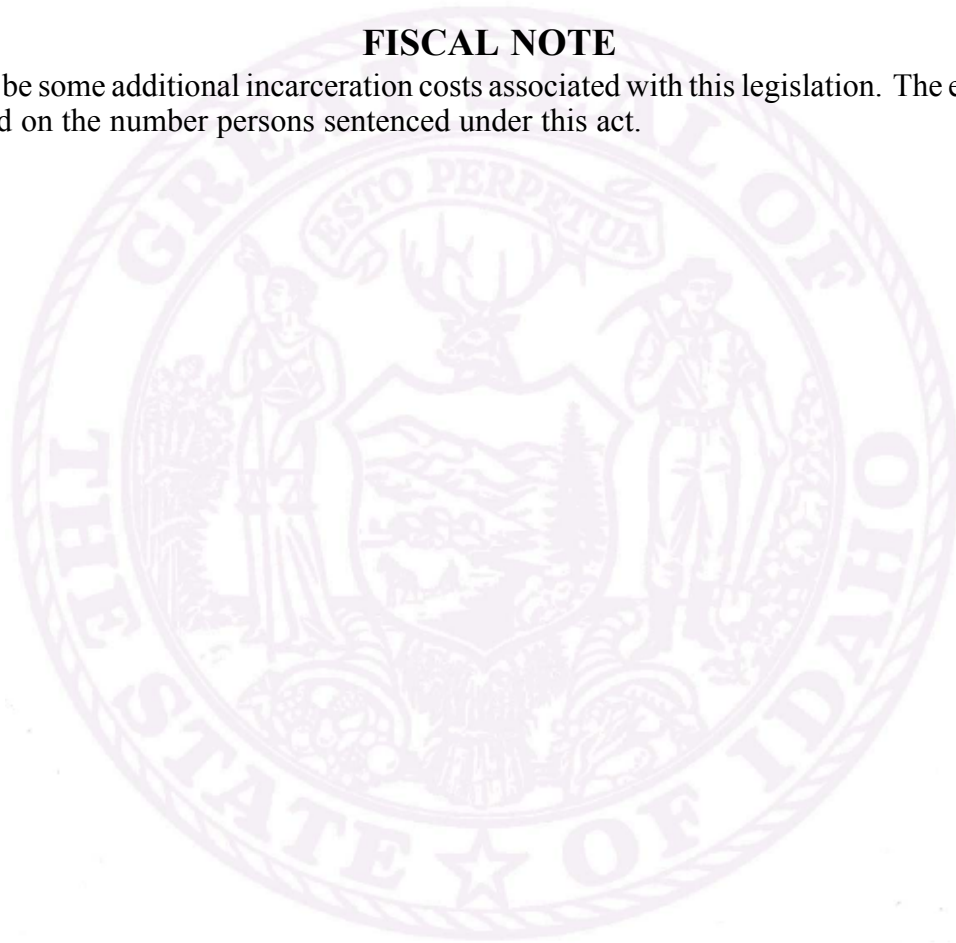 FISCAL NOTE
be some additional incarceration costs associated with this legislation. The
on the number persons sentenced under this act.
GREAT SEAL OF
ESTO PERPETUA
THE STATE OF IDAHO